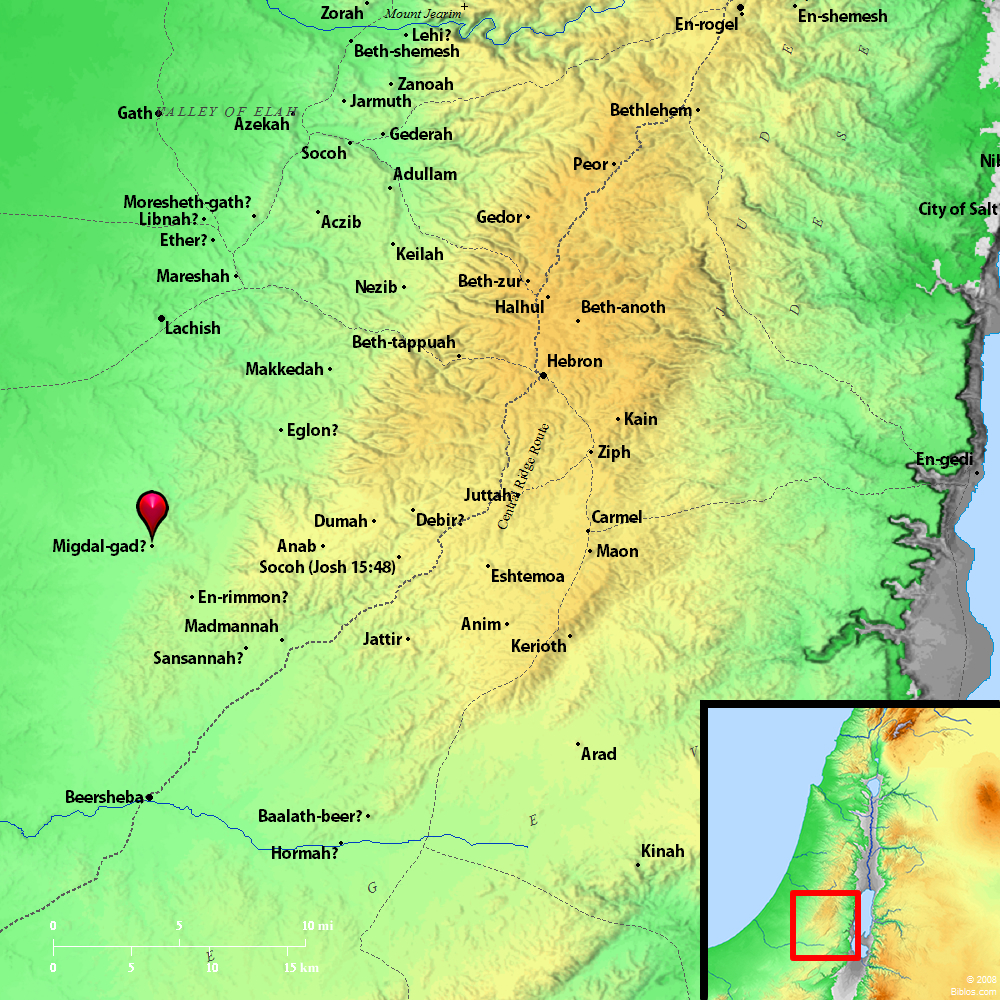 Zorah
Mount Jearim
En-rogel
En-shemesh
Lehi?
Beth-shemesh
Zanoah
Jarmuth
Gath
VALLEY OF ELAH
Azekah
Bethlehem
Gederah
Socoh
Peor
Adullam
Moresheth-gath?
Libnah?
Aczib
Gedor
City of Salt
Ether?
Keilah
Mareshah
Nezib
Beth-zur
Halhul
Beth-anoth
Lachish
Beth-tappuah
Hebron
Makkedah
Eglon?
Kain
Ziph
En-gedi
Central Ridge Route
Juttah
Dumah
Debir?
Carmel
Migdal-gad?
Anab
Maon
Socoh (Josh 15:48)
Eshtemoa
En-rimmon?
Madmannah
Anim
Jattir
Kerioth
Sansannah?
Arad
Beersheba
Baalath-beer?
Hormah?
Kinah
J U D E
D E S E
N E G E V
0 5 10 mi
0 5 10 15 km
© 2008
Biblos.com